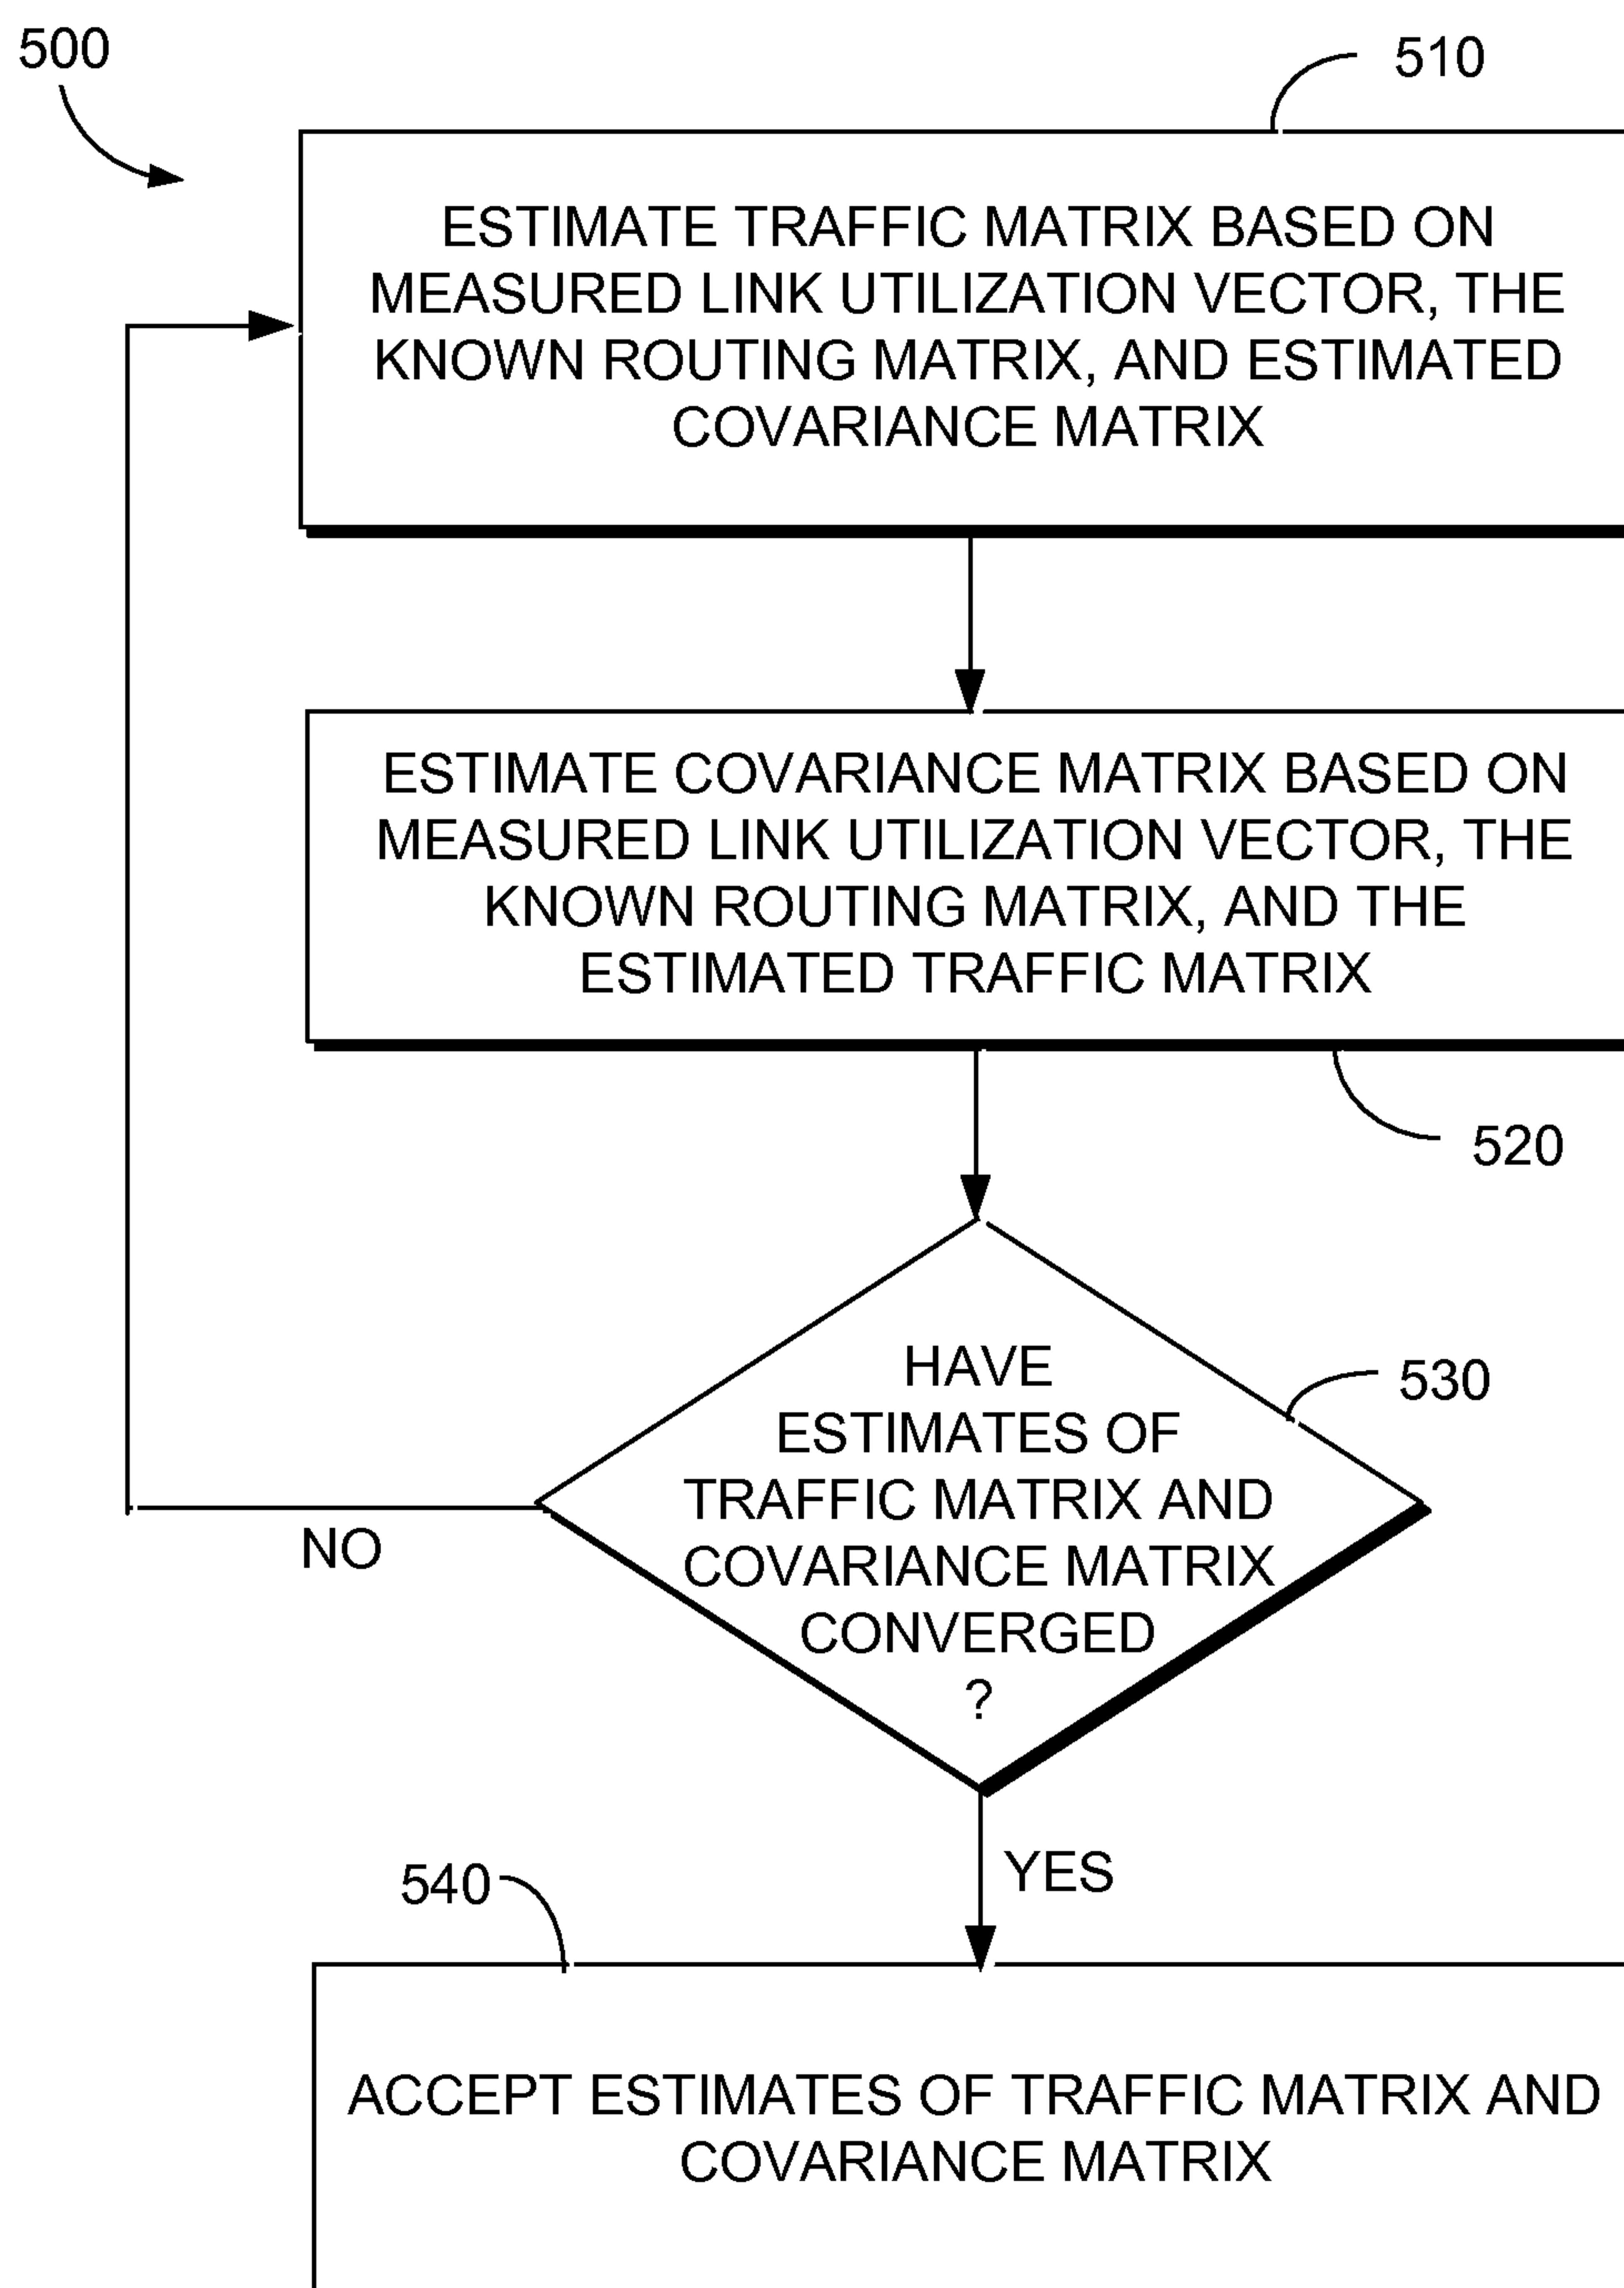 500
510
ESTIMATE TRAFFIC MATRIX BASED ON
MEASURED LINK UTILIZATION VECTOR, THE
KNOWN ROUTING MATRIX, AND ESTIMATED
COVARIANCE MATRIX
ESTIMATE COVARIANCE MATRIX BASED ON
MEASURED LINK UTILIZATION VECTOR, THE
KNOWN ROUTING MATRIX, AND THE
ESTIMATED TRAFFIC MATRIX
520
HAVE
ESTIMATES OF
TRAFFIC MATRIX AND
COVARIANCE MATRIX
CONVERGED
?
530
NO
YES
540
ACCEPT ESTIMATES OF TRAFFIC MATRIX AND
COVARIANCE MATRIX